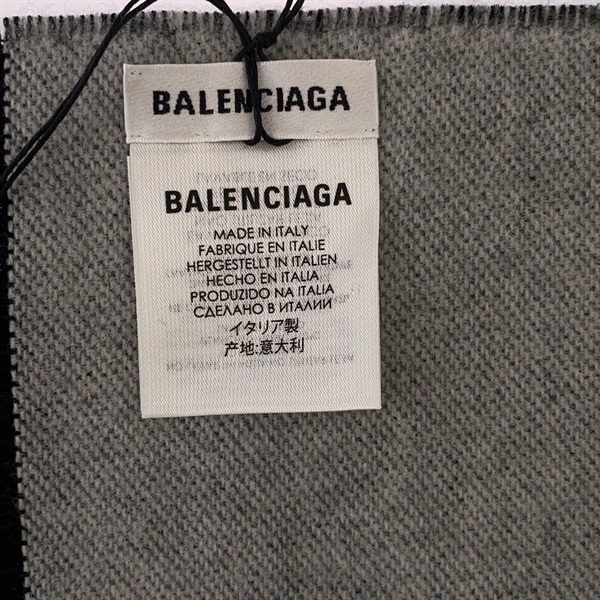 BALENCIAGA
BALENCIAGA
MADE IN ITALY
FABRIQUE EN ITALIE
HERGESTELLT IN ITALIEN
HECHO EN ITALIA
PRODUZIDO NA ITALIA
СДЕЛАНО В ИТАЛИИ
イタリア製
产地:意大利